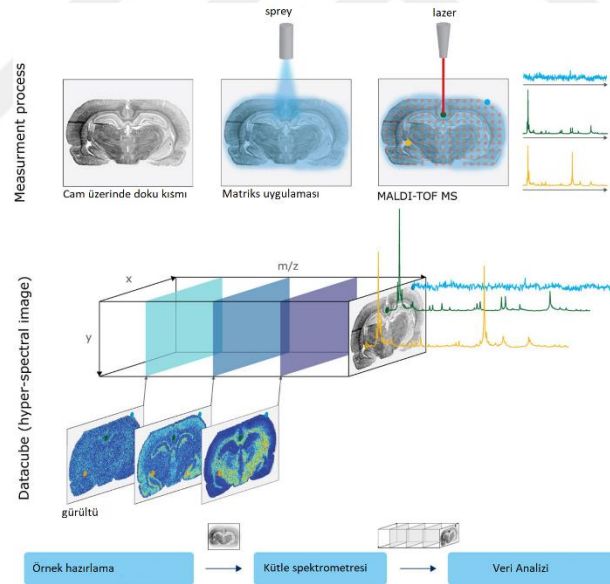 sprey
lazer
Measurment process
Cam üzerinde doku kısmı
Matriks uygulaması
MALDI-TOF MS
Datacube (hyper-spectral image)
x
m/z
y
gürültü
Örnek hazırlama
Kütle spektrometresi
Veri Analizi